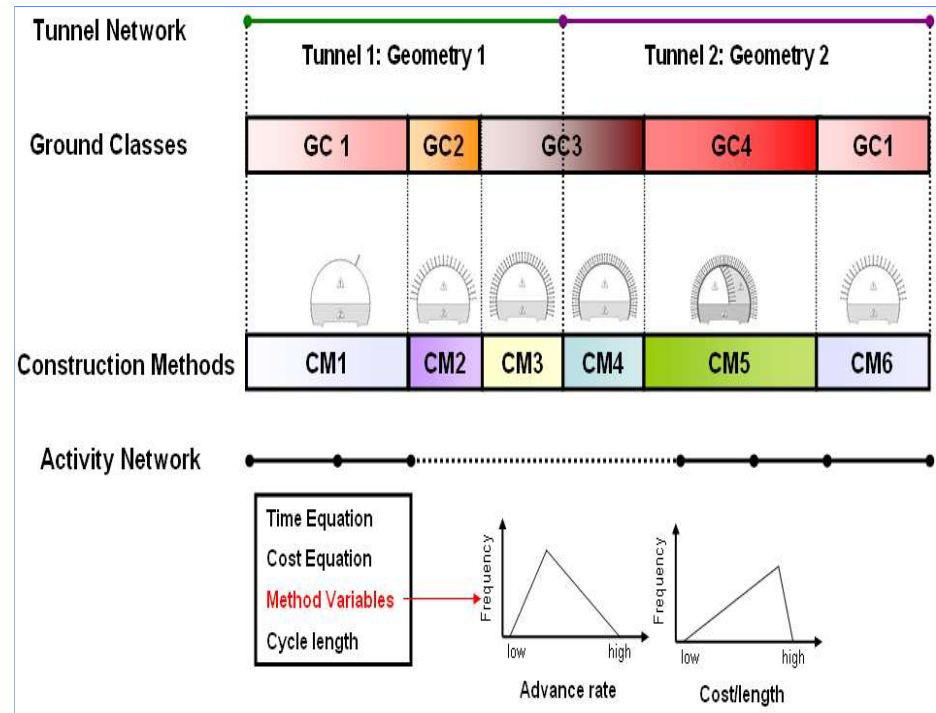 Tunnel Network
Tunnel 1: Geometry 1 Tunnel 2: Geometry 2
Ground Classes GC 1 GC2 GC3 GC4 GC1
Construction Methods CM1 CM2 CM3 CM4 CM5 CM6
Activity Network
Time Equation
Cost Equation
Method Variables
Cycle length
Frequency
low high
Advance rate
Frequency
low high
Cost/length